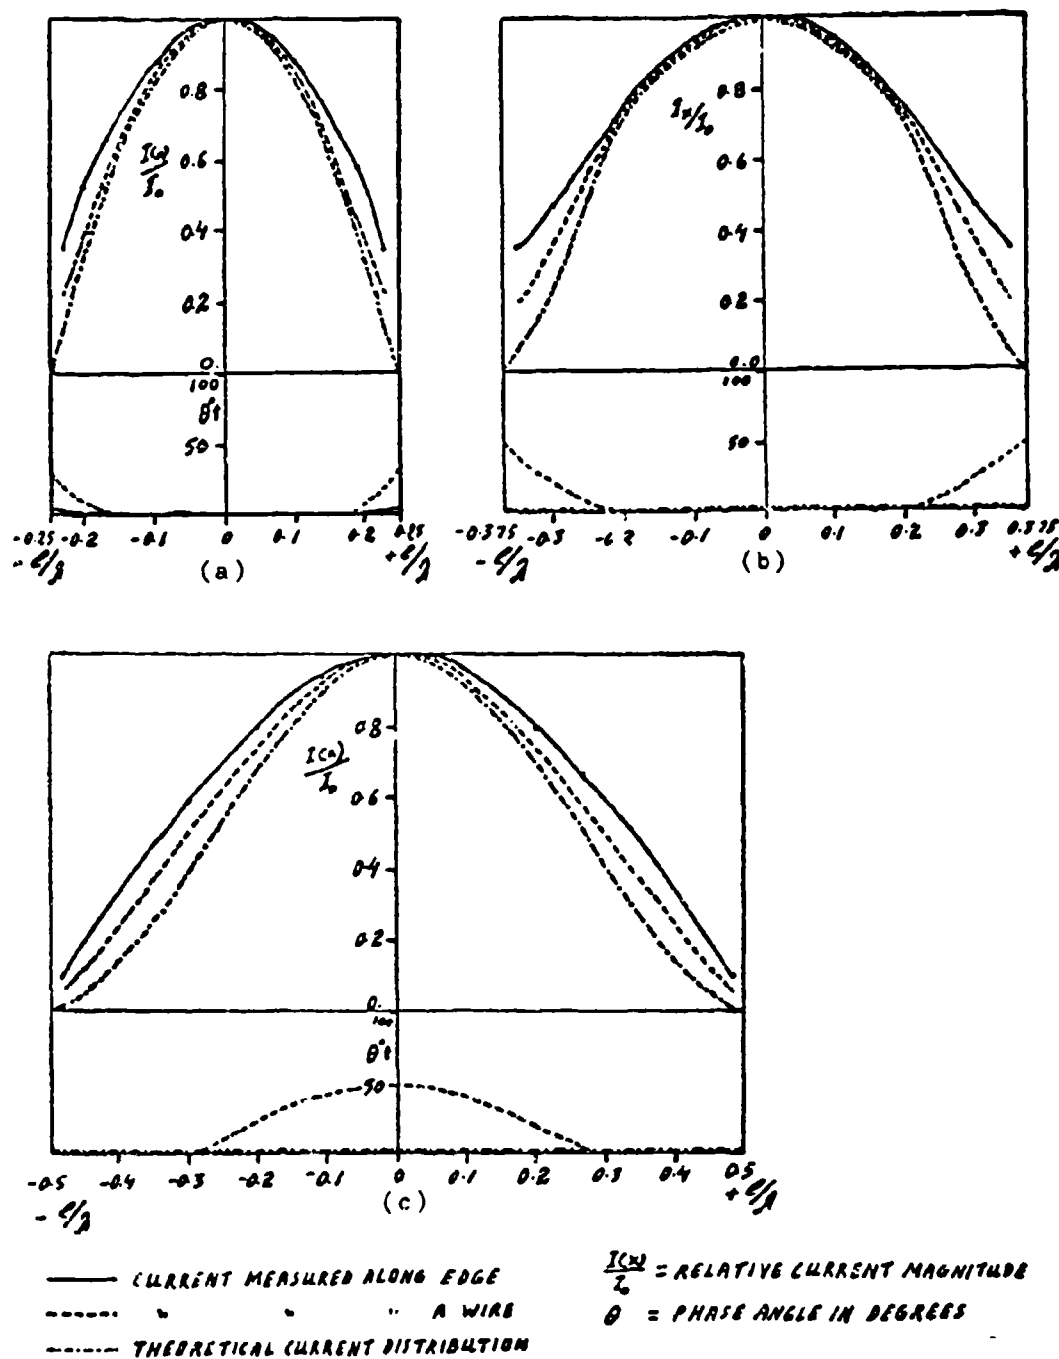 0.8
I(x)/I₀
0.6
0.4
0.2
0.
100
θ°t
50
-0.25 -0.2 -0.1 0 0.1 0.2 0.25
- ℓ/λ (a) + ℓ/λ
0.8
Ix/I₀
0.6
0.4
0.2
0.0
100
50
-0.375 -0.3 -0.2 -0.1 0 0.1 0.2 0.3 0.375
- ℓ/λ (b) + ℓ/λ
0.8
I(x)/I₀
0.6
0.4
0.2
0.
100
θ°t
50
-0.5 -0.4 -0.3 -0.2 -0.1 0 0.1 0.2 0.3 0.4 0.5
- ℓ/λ (c) + ℓ/λ
CURRENT MEASURED ALONG EDGE
" " " A WIRE
THEORETICAL CURRENT DISTRIBUTION
I(x)/I₀ = RELATIVE CURRENT MAGNITUDE
θ = PHASE ANGLE IN DEGREES